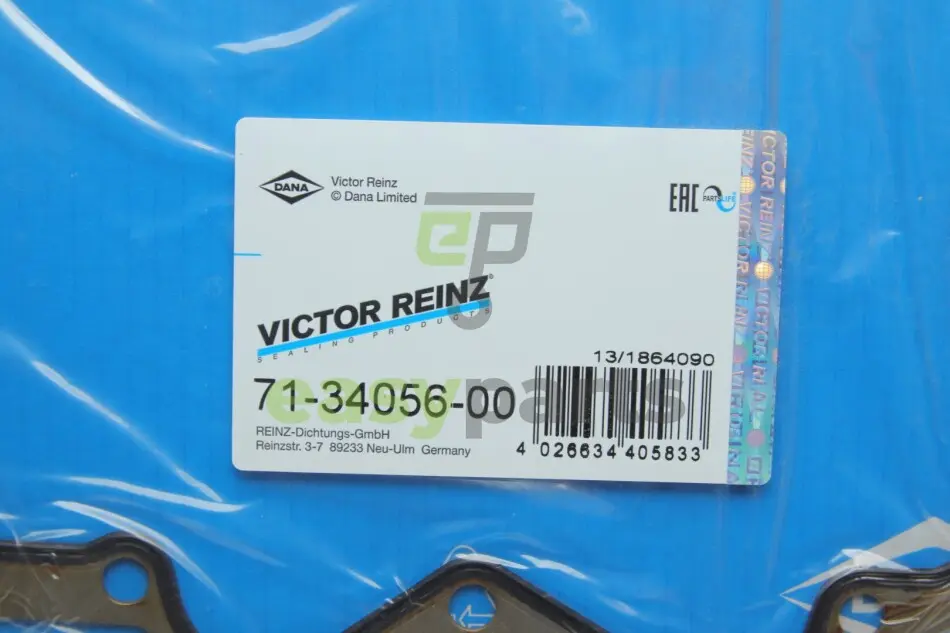 DANA
Victor Reinz
© Dana Limited
EAC
PARTSLIFE
ep
VICTOR REINZ
SEALING PRODUCTS
13/1864090
71-34056-00
easyparts
REINZ-Dichtungs-GmbH
Reinzstr. 3-7 89233 Neu-Ulm Germany
4 026634 405833
VICTOR REINZ